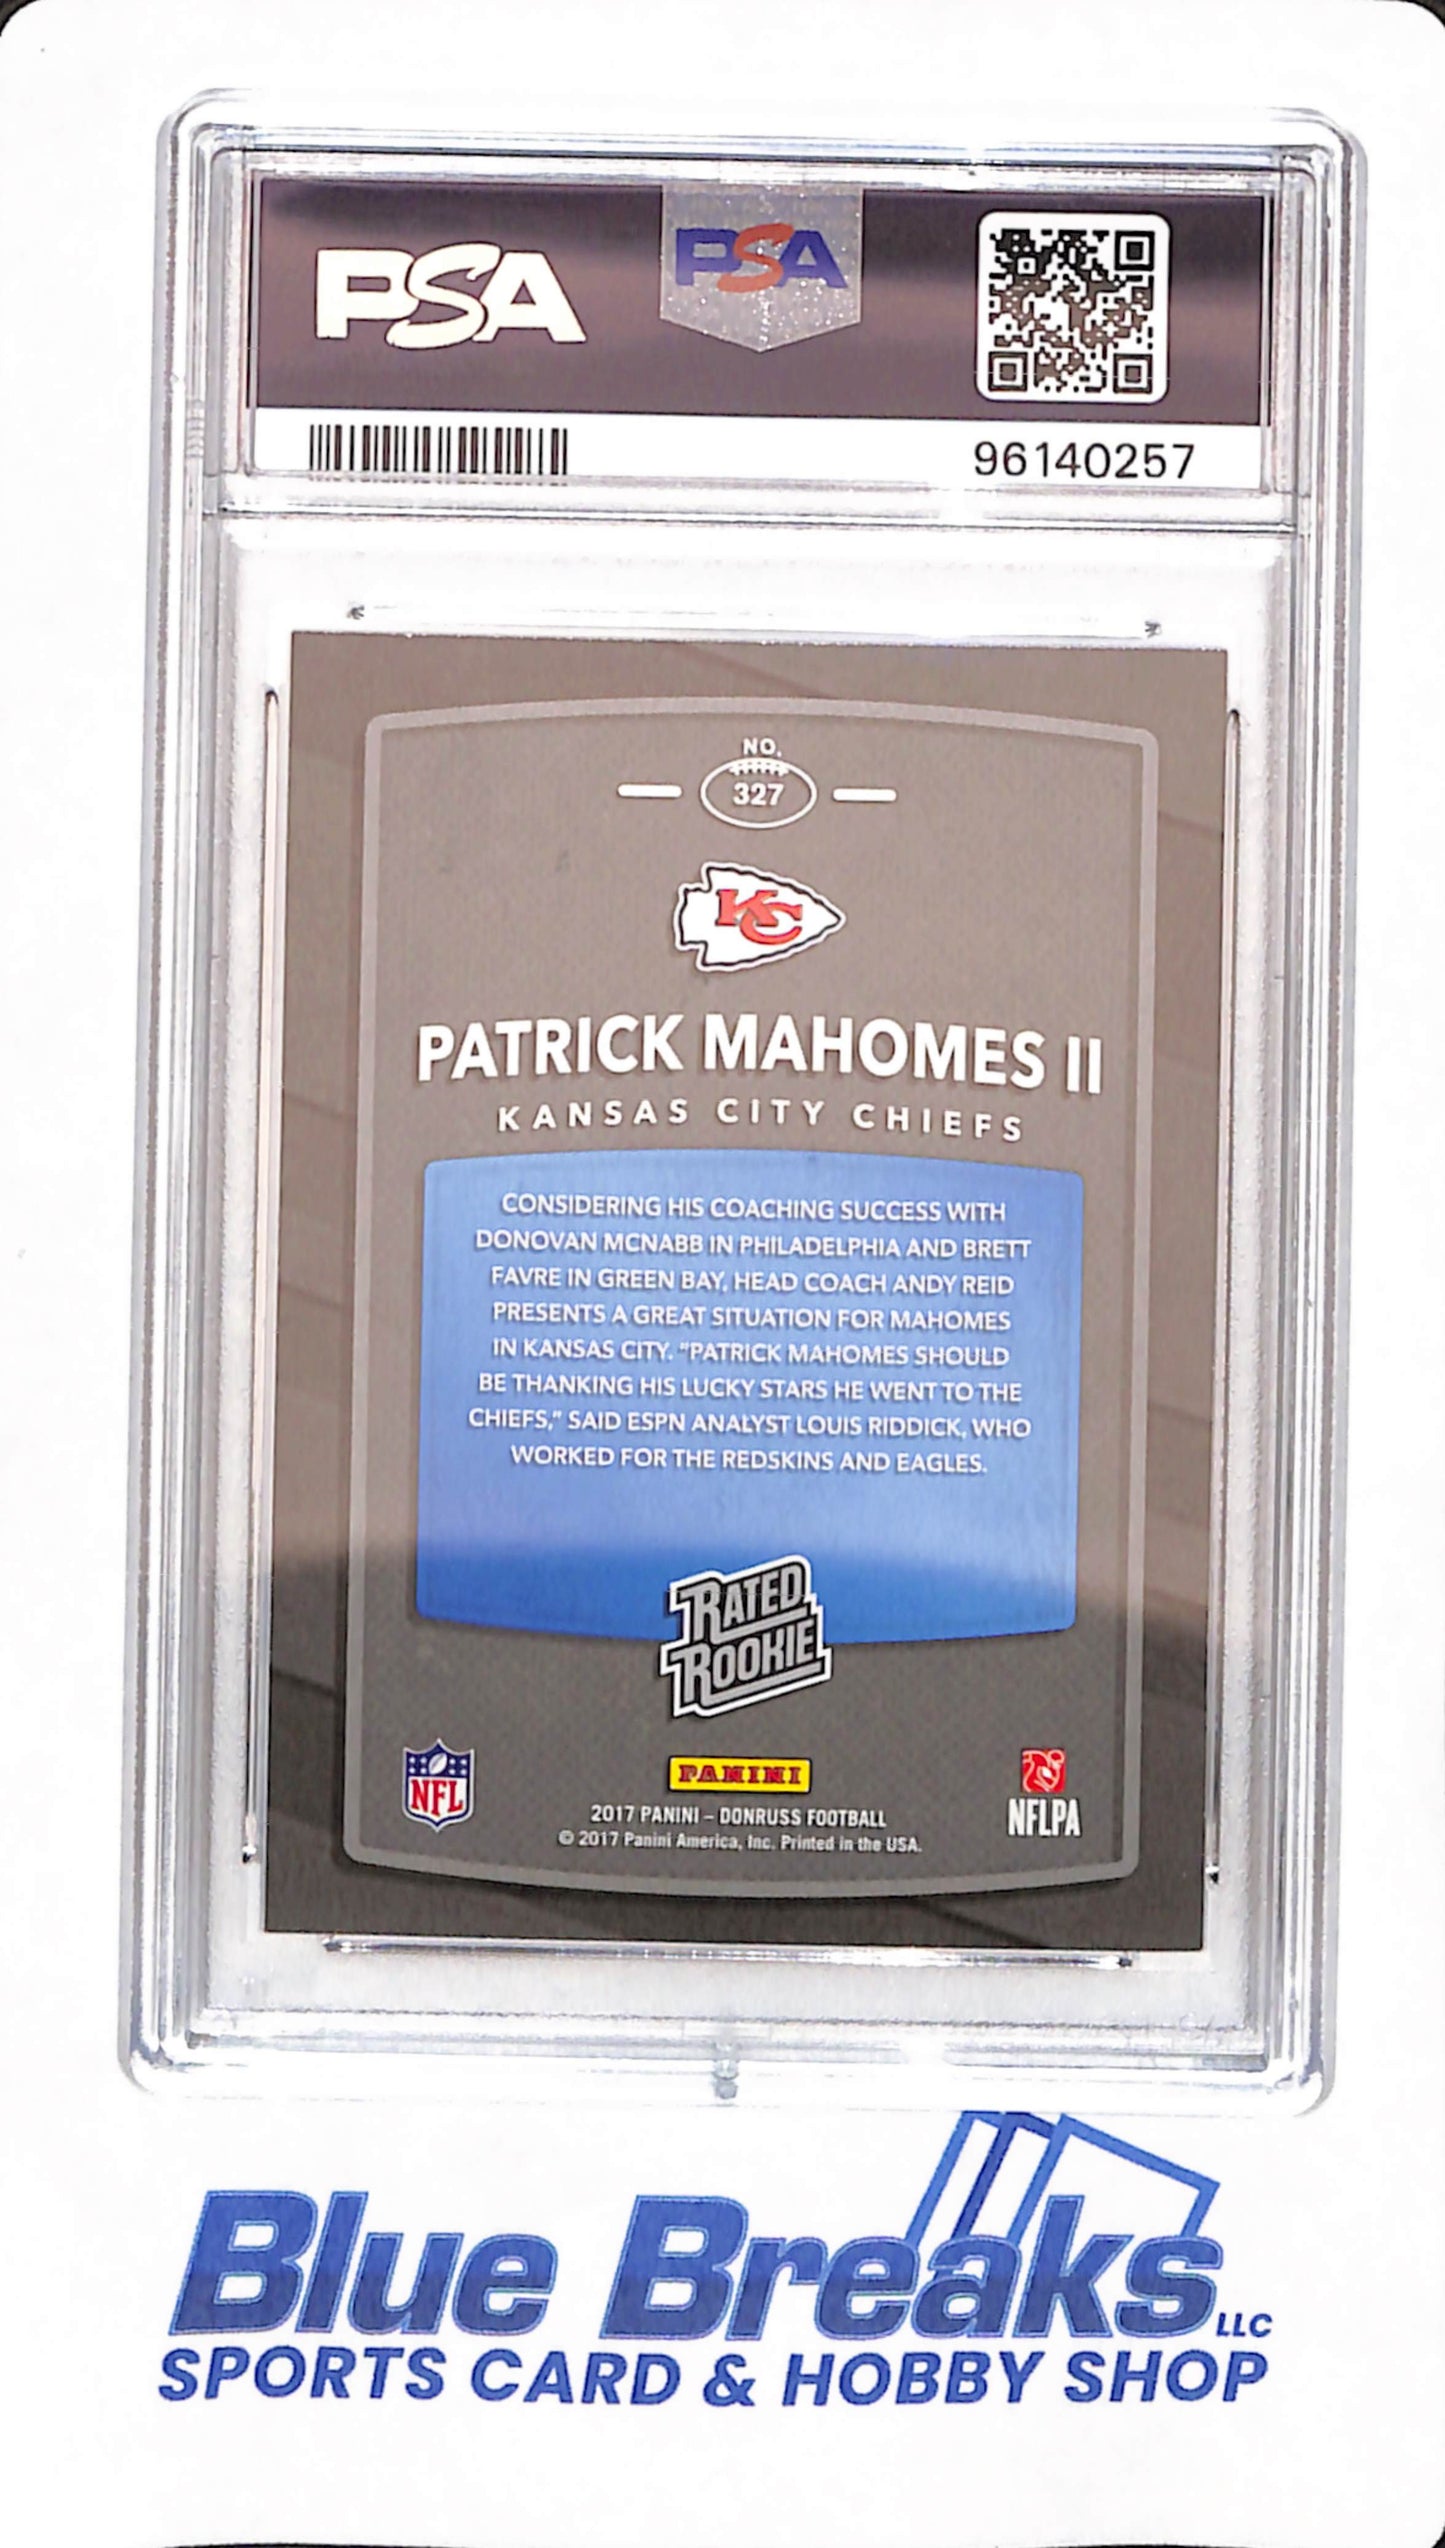 PSA
PSA
96140257
NO.
327
KC
PATRICK MAHOMES II
KANSAS CITY CHIEFS
CONSIDERING HIS COACHING SUCCESS WITH
DONOVAN MCNABB IN PHILADELPHIA AND BRETT
FAVRE IN GREEN BAY, HEAD COACH ANDY REID
PRESENTS A GREAT SITUATION FOR MAHOMES
IN KANSAS CITY. "PATRICK MAHOMES SHOULD
BE THANKING HIS LUCKY STARS HE WENT TO THE
CHIEFS," SAID ESPN ANALYST LOUIS RIDDICK, WHO
WORKED FOR THE REDSKINS AND EAGLES.
RATED
ROOKIE
NFL
PANINI
NFLPA
2017 PANINI – DONRUSS FOOTBALL
© 2017 Panini America, Inc. Printed in the USA.
Blue Breaks LLC
SPORTS CARD & HOBBY SHOP